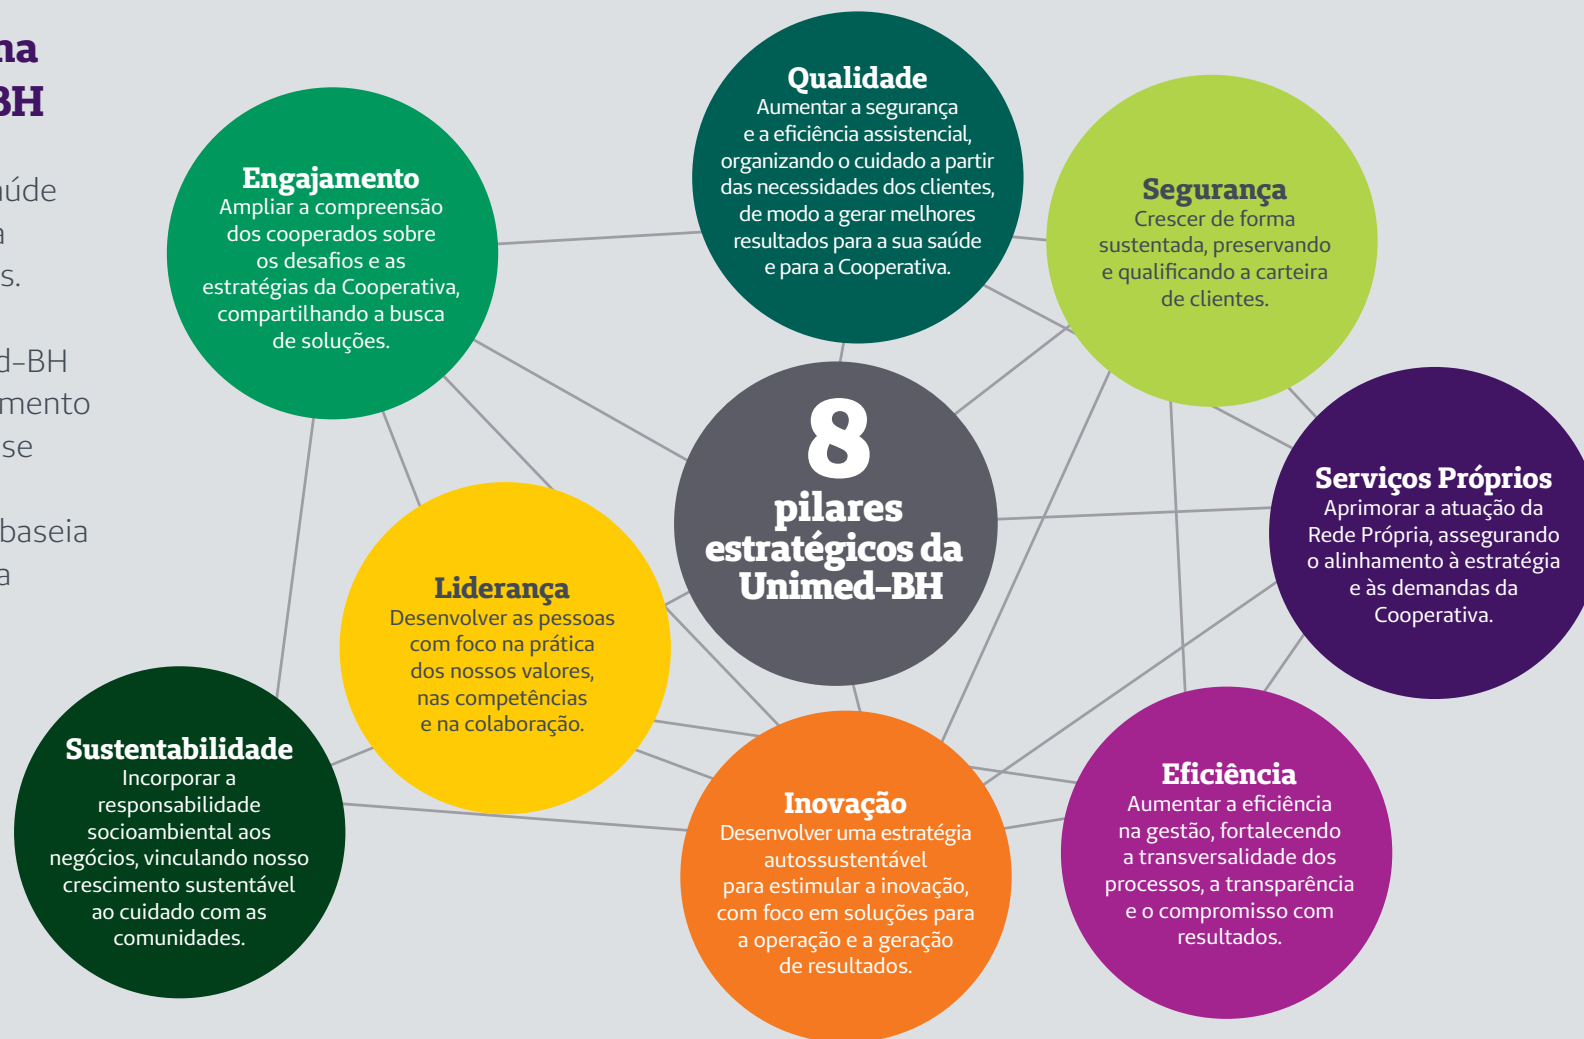 BH
se
baseia
Engajamento
Ampliar a compreensão
dos cooperados sobre
os desafios e as
estratégias da Cooperativa,
compartilhando a busca
de soluções.
Qualidade
Aumentar a segurança
e a eficiência assistencial,
organizando o cuidado a partir
das necessidades dos clientes,
de modo a gerar melhores
resultados para a sua saúde
e para a Cooperativa.
Segurança
Crescer de forma
sustentada, preservando
e qualificando a carteira
de clientes.
8
pilares
estratégicos da
Unimed-BH
Serviços Próprios
Aprimorar a atuação da
Rede Própria, assegurando
o alinhamento à estratégia
e às demandas da
Cooperativa.
Liderança
Desenvolver as pessoas
com foco na prática
dos nossos valores,
nas competências
e na colaboração.
Sustentabilidade
Incorporar a
responsabilidade
socioambiental aos
negócios, vinculando nosso
crescimento sustentável
ao cuidado com as
comunidades.
Inovação
Desenvolver uma estratégia
autossustentável
para estimular a inovação,
com foco em soluções para
a operação e a geração
de resultados.
Eficiência
Aumentar a eficiência
na gestão, fortalecendo
a transversalidade dos
processos, a transparência
e o compromisso com
resultados.